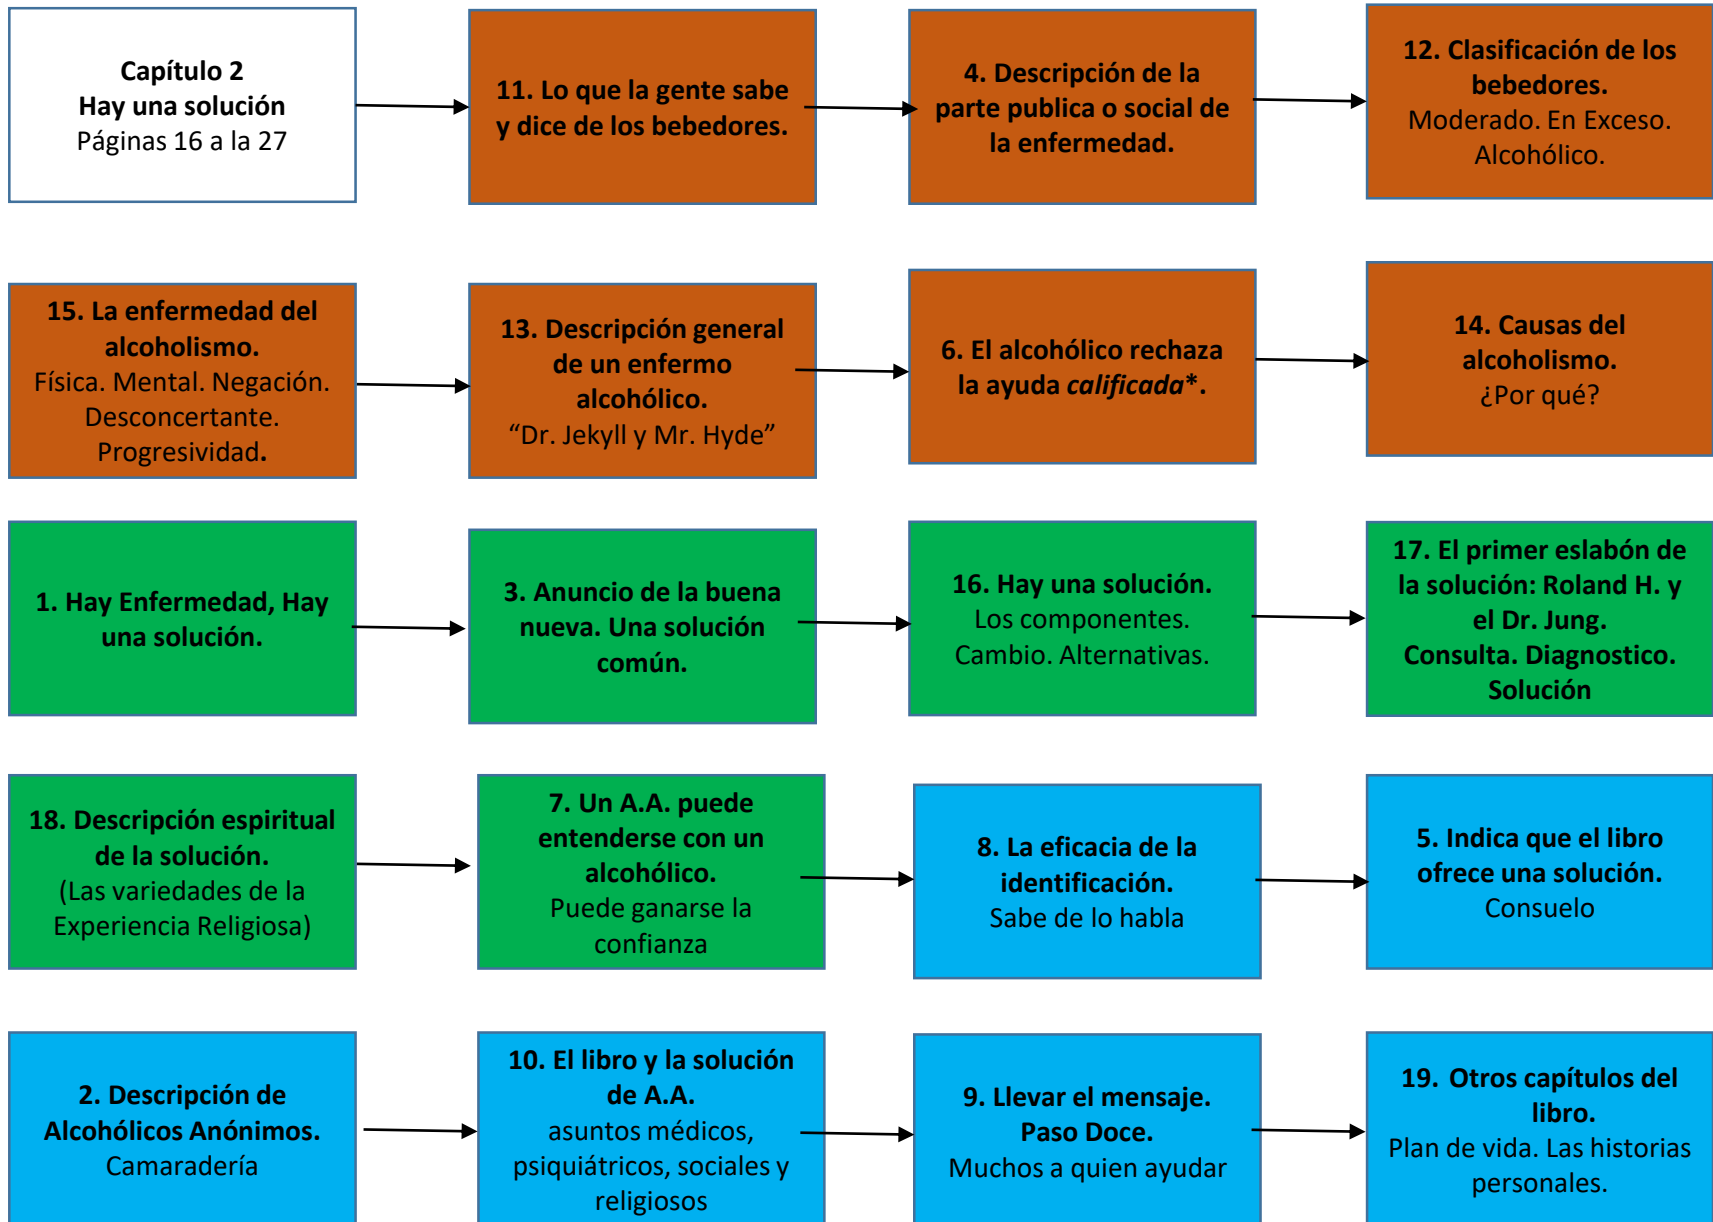 Capítulo 2
Hay una solución
Páginas 16 a la 27
11. Lo que la gente sabe
y dice de los bebedores.
4. Descripción de la
parte publica o social de
la enfermedad.
12. Clasificación de los
bebedores.
Moderado. En Exceso.
Alcohólico.
15. La enfermedad del
alcoholismo.
Física. Mental. Negación.
Desconcertante.
Progresividad.
13. Descripción general
de un enfermo
alcohólico.
“Dr. Jekyll y Mr. Hyde”
6. El alcohólico rechaza
la ayuda calificada*.
14. Causas del
alcoholismo.
¿Por qué?
1. Hay Enfermedad, Hay
una solución.
3. Anuncio de la buena
nueva. Una solución
común.
16. Hay una solución.
Los componentes.
Cambio. Alternativas.
17. El primer eslabón de
la solución: Roland H. y
el Dr. Jung.
Consulta. Diagnostico.
Solución
18. Descripción espiritual
de la solución.
(Las variedades de la
Experiencia Religiosa)
7. Un A.A. puede
entenderse con un
alcohólico.
Puede ganarse la
confianza
8. La eficacia de la
identificación.
Sabe de lo habla
5. Indica que el libro
ofrece una solución.
Consuelo
2. Descripción de
Alcohólicos Anónimos.
Camaradería
10. El libro y la solución
de A.A.
asuntos médicos,
psiquiátricos, sociales y
religiosos
9. Llevar el mensaje.
Paso Doce.
Muchos a quien ayudar
19. Otros capítulos del
libro.
Plan de vida. Las historias
personales.